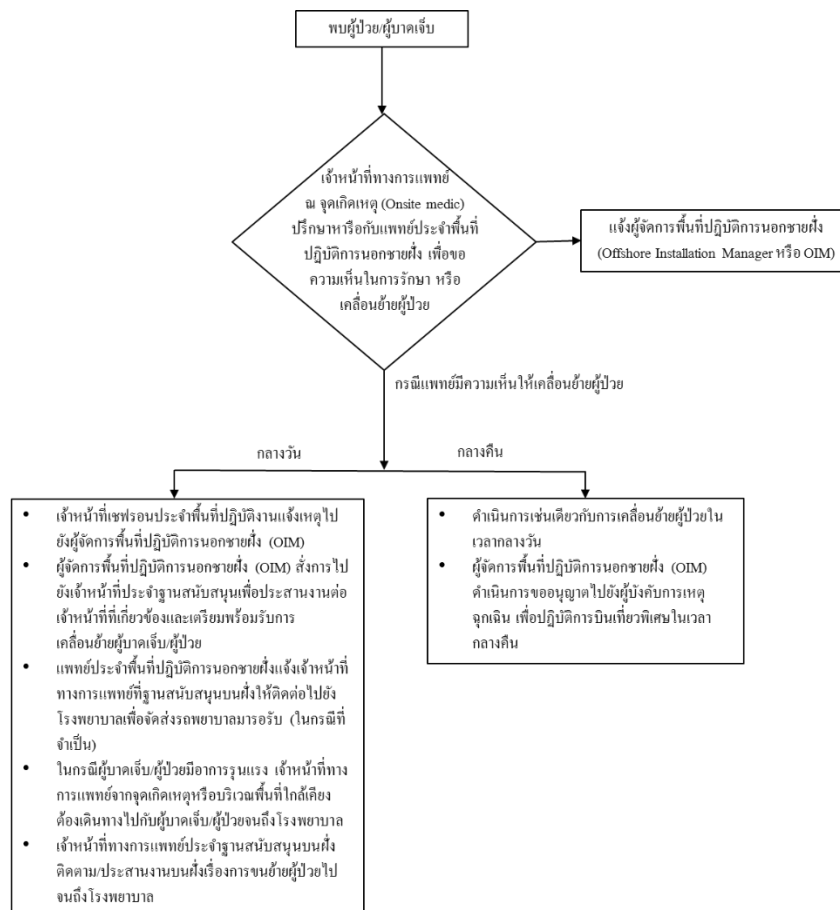 พบผู้ป่วย/ผู้บาดเจ็บ
เจ้าหน้าที่ทางการแพทย์
ณ จุดเกิดเหตุ (Onsite medic)
ปรึกษาหารือกับแพทย์ประจำพื้นที่
ปฏิบัติการนอกชายฝั่ง เพื่อขอ
ความเห็นในการรักษา หรือ
เคลื่อนย้ายผู้ป่วย
แจ้งผู้จัดการพื้นที่ปฏิบัติการนอกชายฝั่ง
(Offshore Installation Manager หรือ OIM)
กรณีแพทย์มีความเห็นให้เคลื่อนย้ายผู้ป่วย
กลางวัน
กลางคืน
• เจ้าหน้าที่เชฟรอนประจำพื้นที่ปฏิบัติงานแจ้งเหตุไป
ยังผู้จัดการพื้นที่ปฏิบัติการนอกชายฝั่ง (OIM)
• ผู้จัดการพื้นที่ปฏิบัติการนอกชายฝั่ง (OIM) สั่งการไป
ยังเจ้าหน้าที่ประจำฐานสนับสนุนเพื่อประสานงานต่อ
เจ้าหน้าที่ที่เกี่ยวข้องและเตรียมพร้อมรับการ
เคลื่อนย้ายผู้บาดเจ็บ/ผู้ป่วย
• แพทย์ประจำพื้นที่ปฏิบัติการนอกชายฝั่งแจ้งเจ้าหน้าที่
ทางการแพทย์ที่ฐานสนับสนุนบนฝั่งให้ติดต่อไปยัง
โรงพยาบาลเพื่อจัดส่งรถพยาบาลมารอรับ (ในกรณีที่
จำเป็น)
• ในกรณีผู้บาดเจ็บ/ผู้ป่วยมีอาการรุนแรง เจ้าหน้าที่ทาง
การแพทย์จากจุดเกิดเหตุหรือบริเวณพื้นที่ใกล้เคียง
ต้องเดินทางไปกับผู้บาดเจ็บ/ผู้ป่วยจนถึงโรงพยาบาล
• เจ้าหน้าที่ทางการแพทย์ประจำฐานสนับสนุนบนฝั่ง
ติดตาม/ประสานงานบนฝั่งเรื่องการขนย้ายผู้ป่วยไป
จนถึงโรงพยาบาล
• ดำเนินการเช่นเดียวกับการเคลื่อนย้ายผู้ป่วยใน
เวลากลางวัน
• ผู้จัดการพื้นที่ปฏิบัติการนอกชายฝั่ง (OIM)
ดำเนินการขออนุญาตไปยังผู้บังคับการเหตุ
ฉุกเฉิน เพื่อปฏิบัติการบินเที่ยวพิเศษในเวลา
กลางคืน